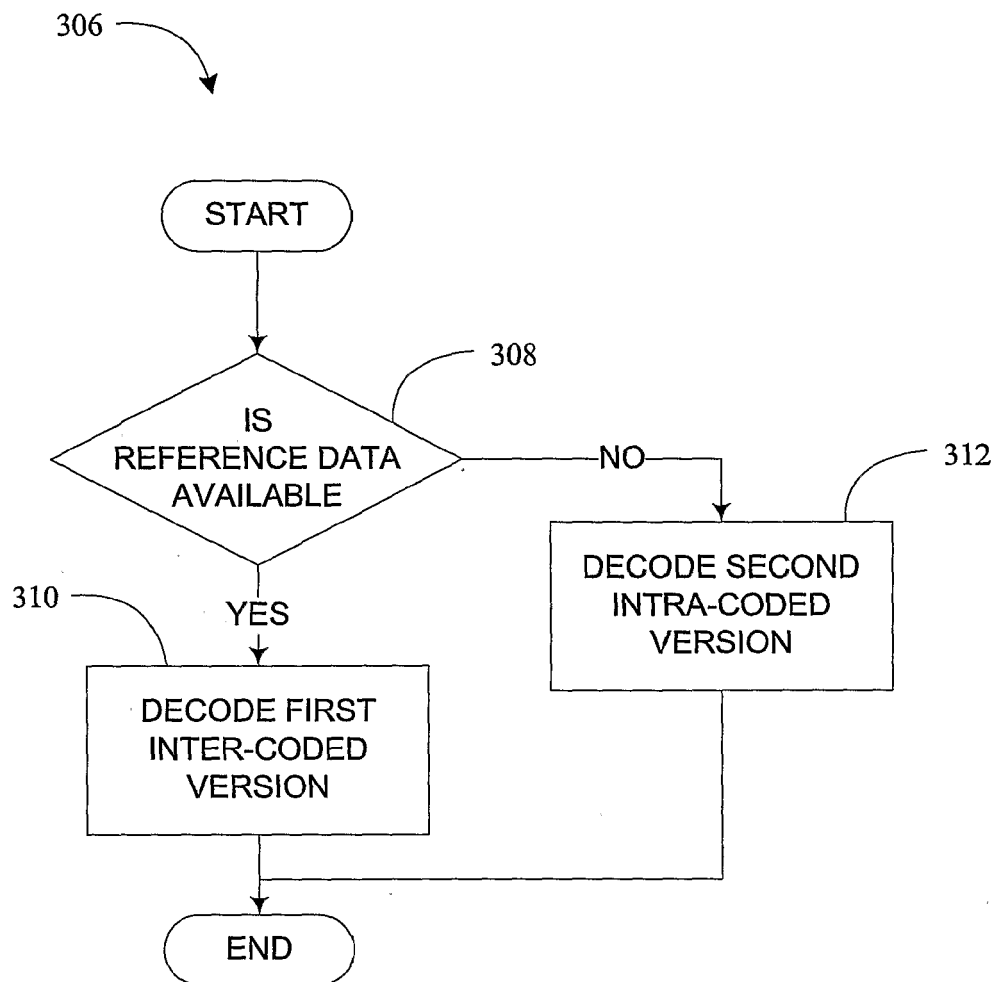 306
START
308
IS
REFERENCE DATA
AVAILABLE
NO
312
DECODE SECOND
INTRA-CODED
VERSION
310
YES
DECODE FIRST
INTER-CODED
VERSION
END